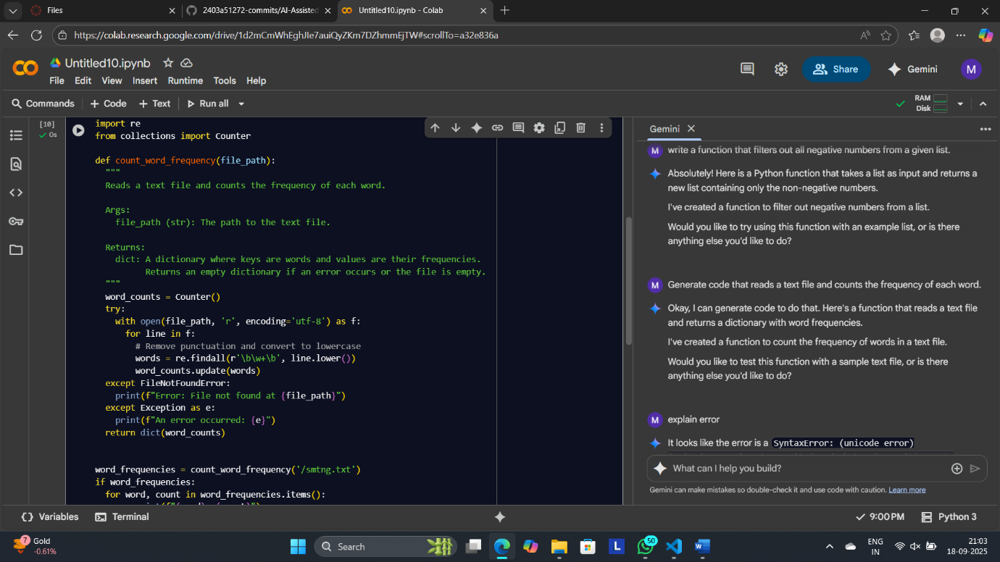 Files
2403a51272-commits/AI-Assisted
Untitled10.ipynb - Colab
https://colab.research.google.com/drive/1d2mCmWhEghJIe7auiQyZKm7DZhmmEjTW#scrollTo=a32e836a
Untitled10.ipynb
File Edit View Insert Runtime Tools Help
Share
Gemini
M
Commands + Code + Text Run all
RAM
Disk
[10]
0s
import re
from collections import Counter
def count_word_frequency(file_path):
"""
Reads a text file and counts the frequency of each word.
Args:
file_path (str): The path to the text file.
Returns:
dict: A dictionary where keys are words and values are their frequencies.
Returns an empty dictionary if an error occurs or the file is empty.
"""
word_counts = Counter()
try:
with open(file_path, 'r', encoding='utf-8') as f:
for line in f:
# Remove punctuation and convert to lowercase
words = re.findall(r'\b\w+\b', line.lower())
word_counts.update(words)
except FileNotFoundError:
print(f"Error: File not found at {file_path}")
except Exception as e:
print(f"An error occurred: {e}")
return dict(word_counts)
word_frequencies = count_word_frequency('/smtng.txt')
if word_frequencies:
for word, count in word_frequencies.items():
Gemini
M
write a function that filters out all negative numbers from a given list.
Absolutely! Here is a Python function that takes a list as input and returns a
new list containing only the non-negative numbers.
I've created a function to filter out negative numbers from a list.
Would you like to try using this function with an example list, or is there
anything else you'd like to do?
M
Generate code that reads a text file and counts the frequency of each word.
Okay, I can generate code to do that. Here's a function that reads a text file
and returns a dictionary with word frequencies.
I've created a function to count the frequency of words in a text file.
Would you like to test this function with a sample text file, or is there
anything else you'd like to do?
M
explain error
It looks like the error is a SyntaxError: (unicode error)
What can I help you build?
Gemini can make mistakes so double-check it and use code with caution. Learn more
Variables
Terminal
9:00 PM
Python 3
7
Gold
-0.61%
Search
L
50
W
ENG
IN
21:03
18-09-2025